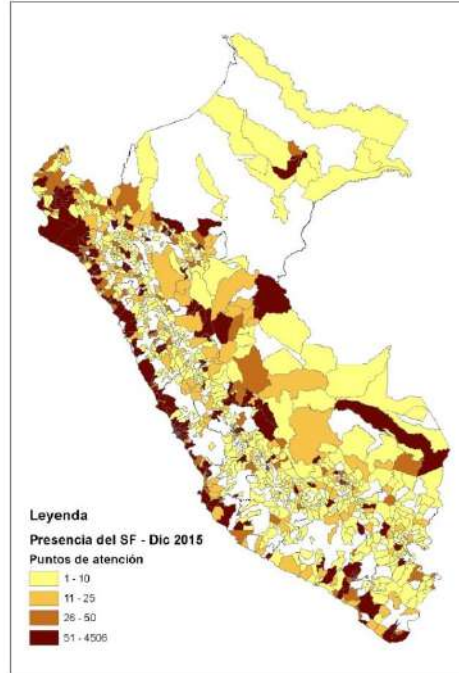 Leyenda
Presencia del SF - Dic 2015
Puntos de atención
1 - 10
11 - 25
26 - 50
51 - 4506